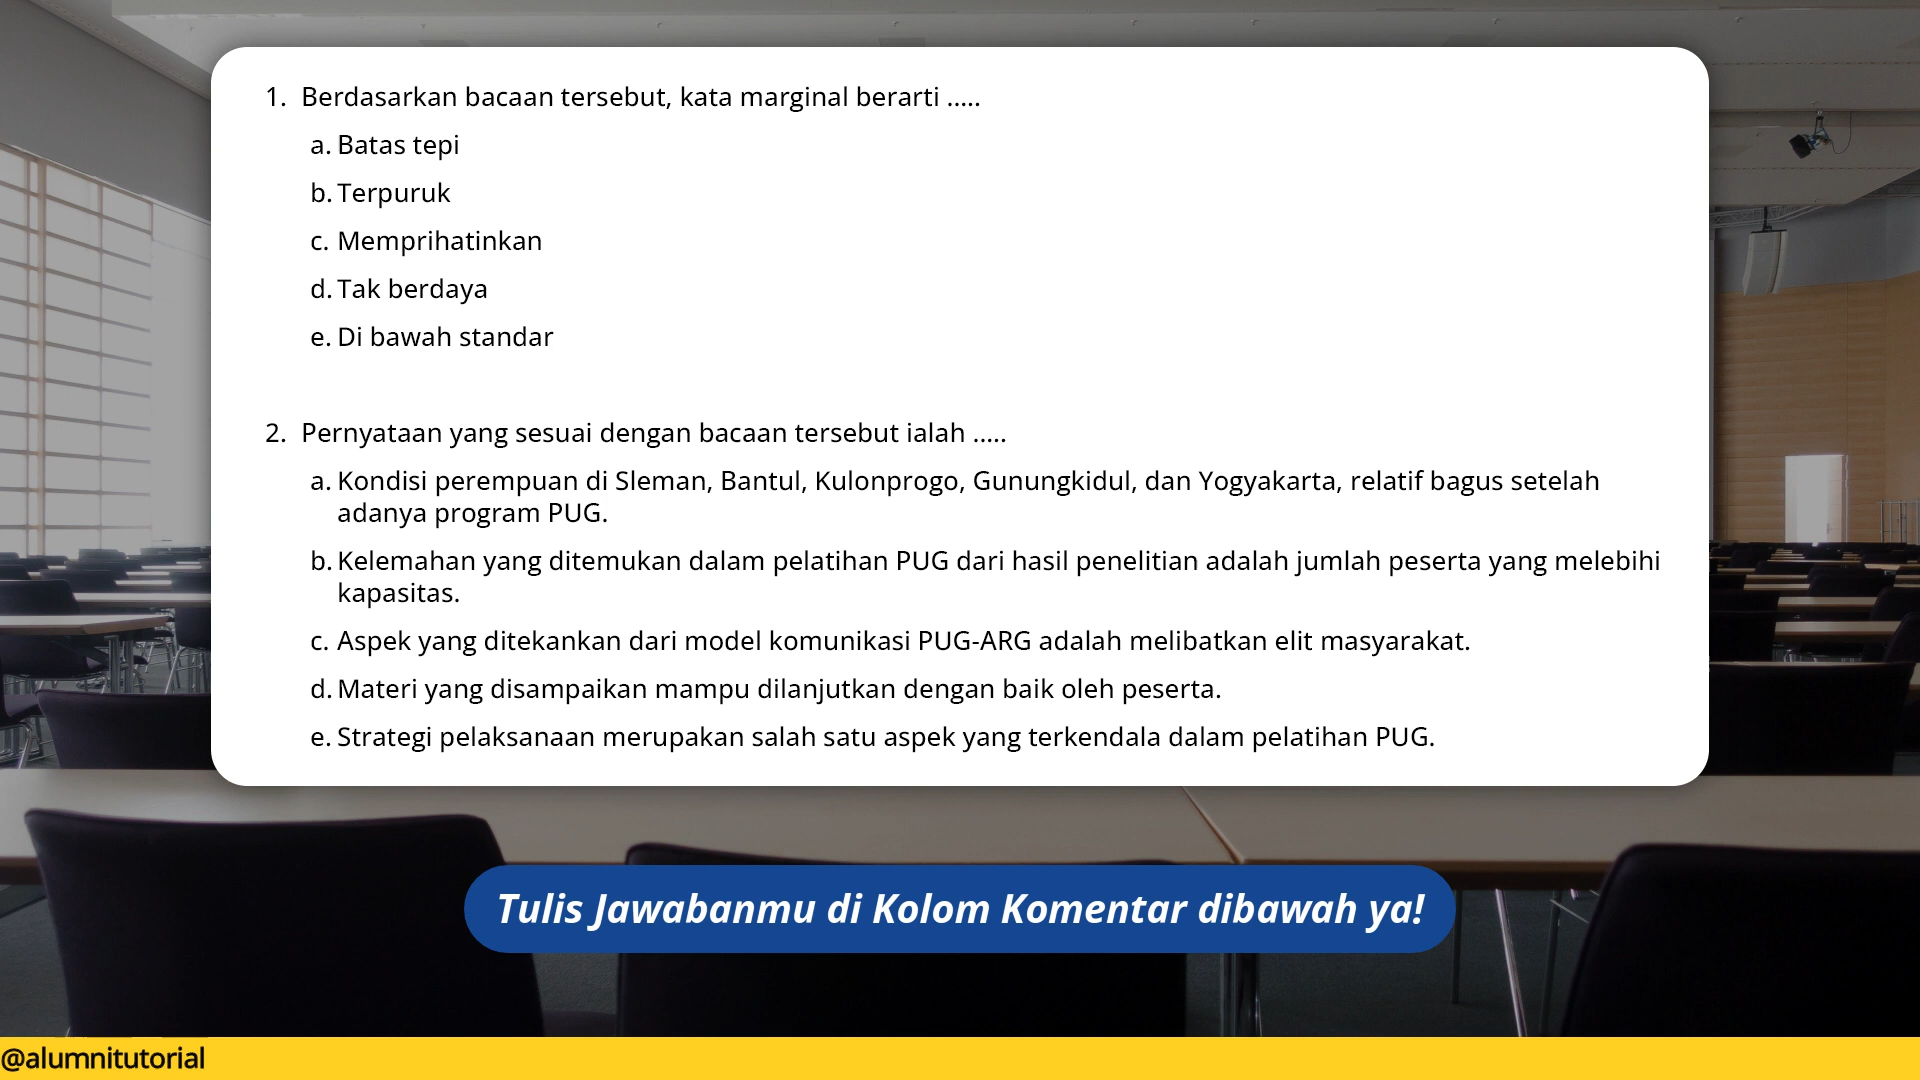 1. Berdasarkan bacaan tersebut, kata marginal berarti .....
a. Batas tepi
b. Terpuruk
c. Memprihatinkan
d. Tak berdaya
e. Di bawah standar
2. Pernyataan yang sesuai dengan bacaan tersebut ialah .....
a. Kondisi perempuan di Sleman, Bantul, Kulonprogo, Gunungkidul, dan Yogyakarta, relatif bagus setelah
adanya program PUG.
b. Kelemahan yang ditemukan dalam pelatihan PUG dari hasil penelitian adalah jumlah peserta yang melebihi
kapasitas.
c. Aspek yang ditekankan dari model komunikasi PUG-ARG adalah melibatkan elit masyarakat.
d. Materi yang disampaikan mampu dilanjutkan dengan baik oleh peserta.
e. Strategi pelaksanaan merupakan salah satu aspek yang terkendala dalam pelatihan PUG.
Tulis Jawabanmu di Kolom Komentar dibawah ya!
@alumnitutorial